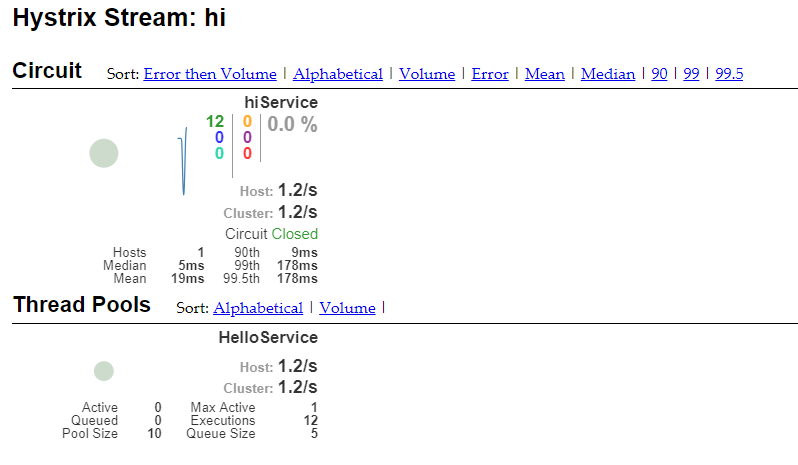 Hystrix Stream: hi
Circuit Sort: Error then Volume | Alphabetical | Volume | Error | Mean | Median | 90 | 99 | 99.5
hiService
12 0 0.0 %
0 0
0 0
Host: 1.2/s
Cluster: 1.2/s
Circuit Closed
Hosts 1 90th 9ms
Median 5ms 99th 178ms
Mean 19ms 99.5th 178ms
Thread Pools Sort: Alphabetical | Volume |
HelloService
Host: 1.2/s
Cluster: 1.2/s
Active 0 Max Active 1
Queued 0 Executions 12
Pool Size 10 Queue Size 5